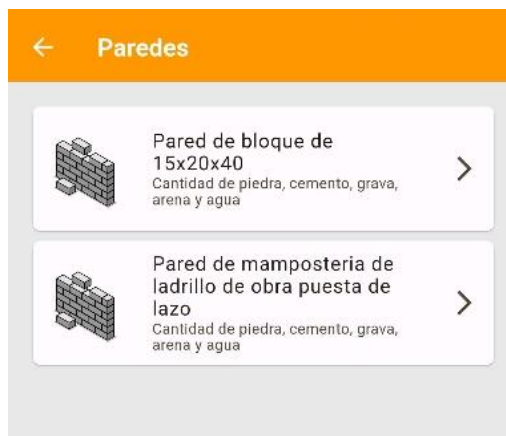 Paredes
Pared de bloque de
15x20x40
Cantidad de piedra, cemento, grava,
arena y agua
Pared de mamposteria de
ladrillo de obra puesta de
lazo
Cantidad de piedra, cemento, grava,
arena y agua